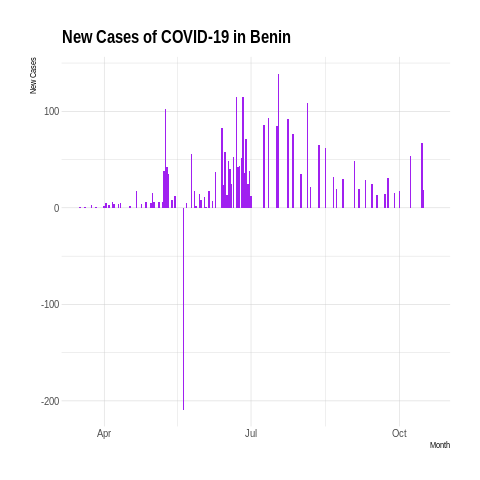 New Cases of COVID-19 in Benin
New Cases
100
0
-100
-200
Apr
Jul
Oct
Month